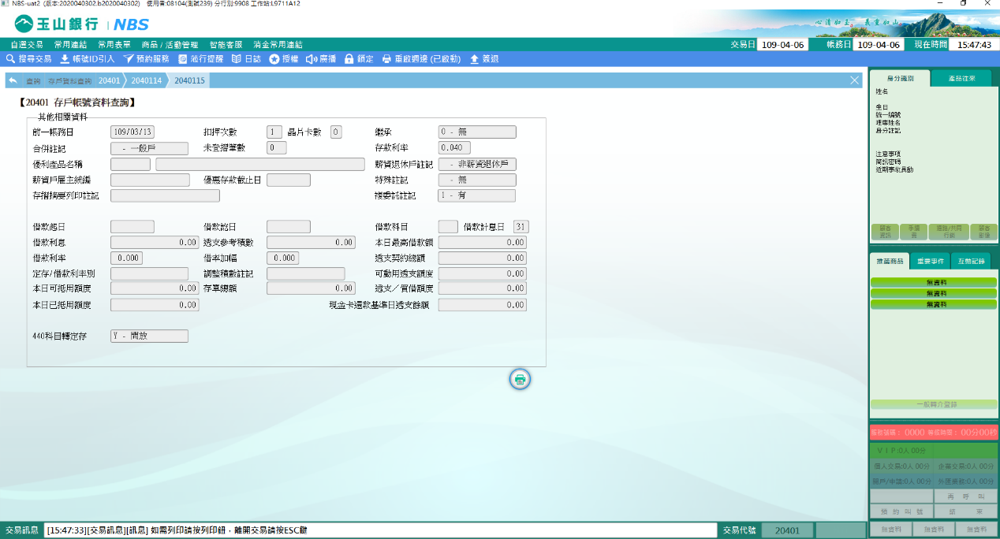 NBS-uat2 (版本:2020040302.b2020040302) 使用者:08104(測試239) 分行別:9908 工作站:L9711A12
玉山銀行 | NBS
心清如玉, 義重如山
自選交易 常用連結 常用表單 商品/活動管理 智能客服 消金常用連結
交易日 109-04-06 帳務日 109-04-06 現在時間 15:47:43
搜尋交易 帳號ID引入 預約服務 蒞行提醒 日誌 授權 廣播 鎖定 重啟週邊 (已啟動) 簽退
查詢 存戶資料查詢 20401 2040114 2040115
【20401 存戶帳號資料查詢】
其他相關資料
前一帳務日 109/03/13 扣押次數 1 晶片卡數 0 繼承 0 - 無
合併註記 - 一般戶 未登摺筆數 0 存款利率 0.040
優利產品名稱 薪資退休戶註記 - 非薪資退休戶
薪資戶雇主統編 優惠存款截止日 特殊註記 - 無
存摺摘要列印註記 複委託註記 1 - 有
借款起日 借款訖日 借款科目 借款計息日 31
借款利息 0.00 透支參考積數 0.00 本日最高借款額 0.00
借款利率 0.000 借率加幅 0.000 透支契約總額 0.00
定存/借款利率別 調整積數註記 可動用透支額度 0.00
本日可抵用額度 0.00 存單總額 0.00 透支／質借額度 0.00
本日已抵用額度 0.00 現金卡還款基準日透支餘額 0.00
440科目轉定存 Y - 開放
身分識別 產品往來
姓名
生日
統一編號
理專姓名
身分註記
注意事項
簡訊密碼
近期事故異動
顧客資訊 通路/共同行銷 顧客影像
推薦商品 重要事件 互動記錄
無資料
無資料
無資料
一般轉介登錄
服務號碼： 0000 等候時間： 00分00秒
ＶＩＰ:0人 00分
個人交易:0人 00分 企業交易:0人 00分
開戶/申請:0人 00分 外匯業務:0人 00分
再 呼 叫
預 約 叫 號 結 束
無資料 無資料 無資料
交易訊息 [15:47:33][交易訊息][訊息] 如需列印請按列印鈕，離開交易請按ESC鍵
交易代號 20401